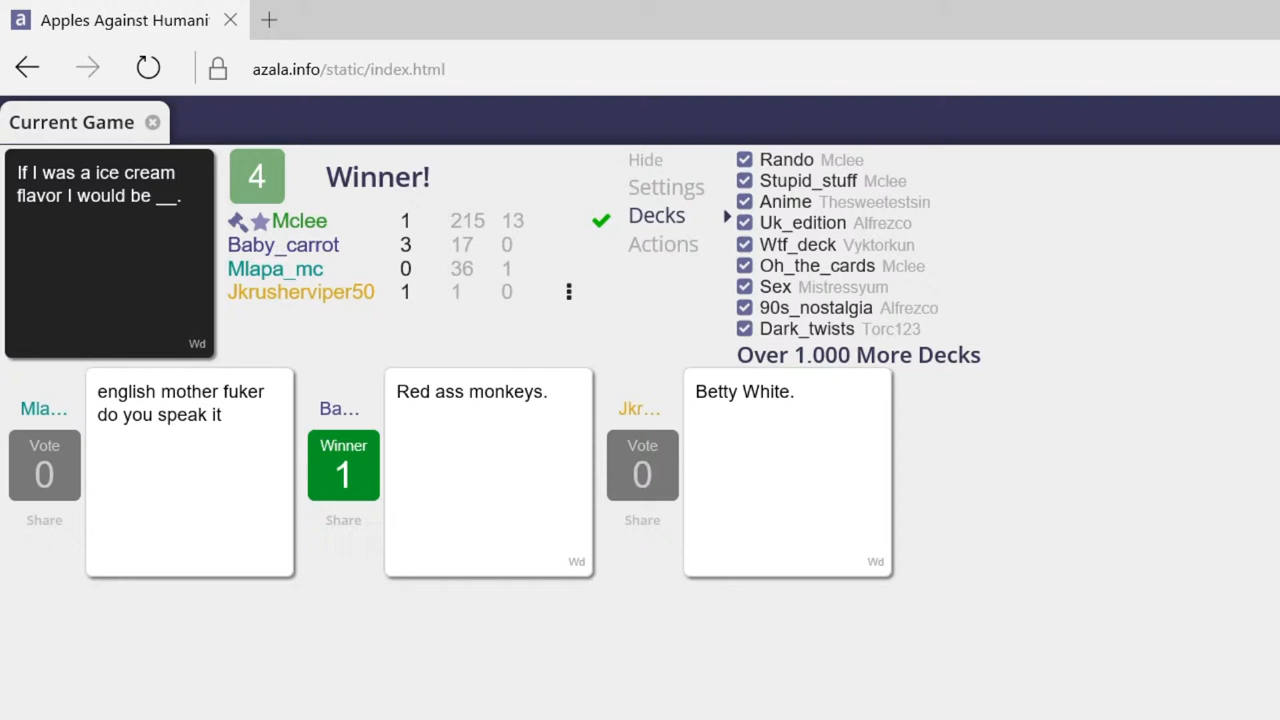 a Apples Against Humani
azala.info/static/index.html
Current Game
If I was a ice cream
flavor I would be __.
Wd
4 Winner!
Mclee 1 215 13
Baby_carrot 3 17 0
Mlapa_mc 0 36 1
Jkrusherviper50 1 1 0
Hide
Settings
Decks
Actions
Rando Mclee
Stupid_stuff Mclee
Anime Thesweetestsin
Uk_edition Alfrezco
Wtf_deck Vyktorkun
Oh_the_cards Mclee
Sex Mistressyum
90s_nostalgia Alfrezco
Dark_twists Torc123
Over 1,000 More Decks
Mla...
Vote
0
Share
english mother fuker
do you speak it
Ba...
Winner
1
Share
Red ass monkeys.
Wd
Jkr...
Vote
0
Share
Betty White.
Wd